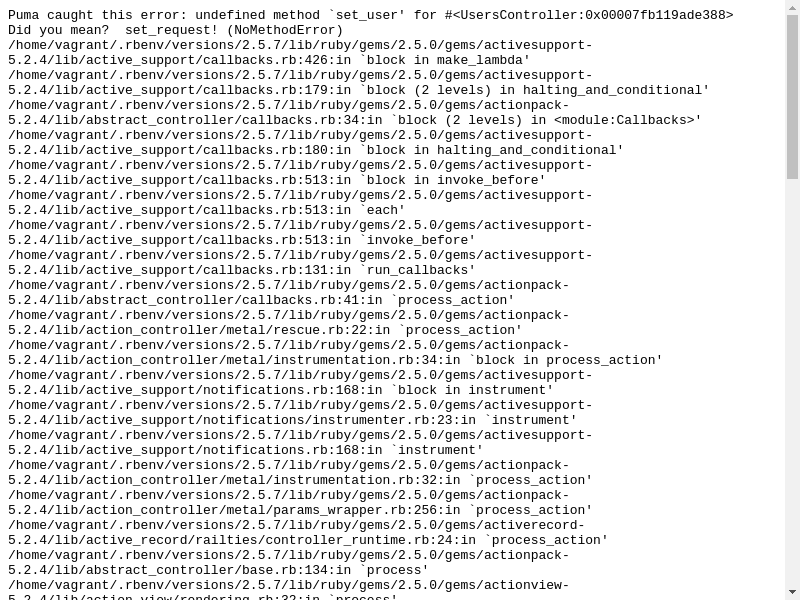 Puma caught this error: undefined method `set_user' for #<UsersController:0x00007fb119ade388>
Did you mean?  set_request! (NoMethodError)
/home/vagrant/.rbenv/versions/2.5.7/lib/ruby/gems/2.5.0/gems/activesupport-
5.2.4/lib/active_support/callbacks.rb:426:in `block in make_lambda'
/home/vagrant/.rbenv/versions/2.5.7/lib/ruby/gems/2.5.0/gems/activesupport-
5.2.4/lib/active_support/callbacks.rb:179:in `block (2 levels) in halting_and_conditional'
/home/vagrant/.rbenv/versions/2.5.7/lib/ruby/gems/2.5.0/gems/actionpack-
5.2.4/lib/abstract_controller/callbacks.rb:34:in `block (2 levels) in <module:Callbacks>'
/home/vagrant/.rbenv/versions/2.5.7/lib/ruby/gems/2.5.0/gems/activesupport-
5.2.4/lib/active_support/callbacks.rb:180:in `block in halting_and_conditional'
/home/vagrant/.rbenv/versions/2.5.7/lib/ruby/gems/2.5.0/gems/activesupport-
5.2.4/lib/active_support/callbacks.rb:513:in `block in invoke_before'
/home/vagrant/.rbenv/versions/2.5.7/lib/ruby/gems/2.5.0/gems/activesupport-
5.2.4/lib/active_support/callbacks.rb:513:in `each'
/home/vagrant/.rbenv/versions/2.5.7/lib/ruby/gems/2.5.0/gems/activesupport-
5.2.4/lib/active_support/callbacks.rb:513:in `invoke_before'
/home/vagrant/.rbenv/versions/2.5.7/lib/ruby/gems/2.5.0/gems/activesupport-
5.2.4/lib/active_support/callbacks.rb:131:in `run_callbacks'
/home/vagrant/.rbenv/versions/2.5.7/lib/ruby/gems/2.5.0/gems/actionpack-
5.2.4/lib/abstract_controller/callbacks.rb:41:in `process_action'
/home/vagrant/.rbenv/versions/2.5.7/lib/ruby/gems/2.5.0/gems/actionpack-
5.2.4/lib/action_controller/metal/rescue.rb:22:in `process_action'
/home/vagrant/.rbenv/versions/2.5.7/lib/ruby/gems/2.5.0/gems/actionpack-
5.2.4/lib/action_controller/metal/instrumentation.rb:34:in `block in process_action'
/home/vagrant/.rbenv/versions/2.5.7/lib/ruby/gems/2.5.0/gems/activesupport-
5.2.4/lib/active_support/notifications.rb:168:in `block in instrument'
/home/vagrant/.rbenv/versions/2.5.7/lib/ruby/gems/2.5.0/gems/activesupport-
5.2.4/lib/active_support/notifications/instrumenter.rb:23:in `instrument'
/home/vagrant/.rbenv/versions/2.5.7/lib/ruby/gems/2.5.0/gems/activesupport-
5.2.4/lib/active_support/notifications.rb:168:in `instrument'
/home/vagrant/.rbenv/versions/2.5.7/lib/ruby/gems/2.5.0/gems/actionpack-
5.2.4/lib/action_controller/metal/instrumentation.rb:32:in `process_action'
/home/vagrant/.rbenv/versions/2.5.7/lib/ruby/gems/2.5.0/gems/actionpack-
5.2.4/lib/action_controller/metal/params_wrapper.rb:256:in `process_action'
/home/vagrant/.rbenv/versions/2.5.7/lib/ruby/gems/2.5.0/gems/activerecord-
5.2.4/lib/active_record/railties/controller_runtime.rb:24:in `process_action'
/home/vagrant/.rbenv/versions/2.5.7/lib/ruby/gems/2.5.0/gems/actionpack-
5.2.4/lib/abstract_controller/base.rb:134:in `process'
/home/vagrant/.rbenv/versions/2.5.7/lib/ruby/gems/2.5.0/gems/actionview-
5.2.4/lib/action_view/rendering.rb:32:in `process'